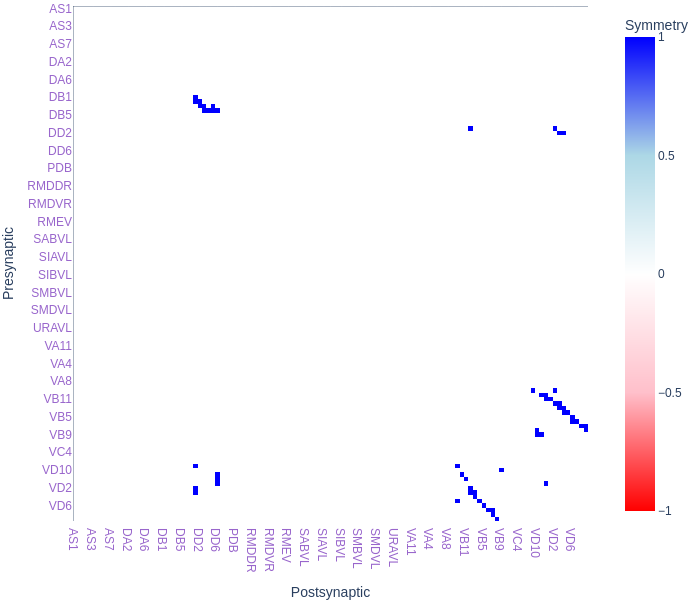 Symmetry
1
0.5
0
−0.5
−1
Presynaptic
AS1
AS3
AS7
DA2
DA6
DB1
DB5
DD2
DD6
PDB
RMDDR
RMDVR
RMEV
SABVL
SIAVL
SIBVL
SMBVL
SMDVL
URAVL
VA11
VA4
VA8
VB11
VB5
VB9
VC4
VD10
VD2
VD6
AS1
AS3
AS7
DA2
DA6
DB1
DB5
DD2
DD6
PDB
RMDDR
RMDVR
RMEV
SABVL
SIAVL
SIBVL
SMBVL
SMDVL
URAVL
VA11
VA4
VA8
VB11
VB5
VB9
VC4
VD10
VD2
VD6
Postsynaptic